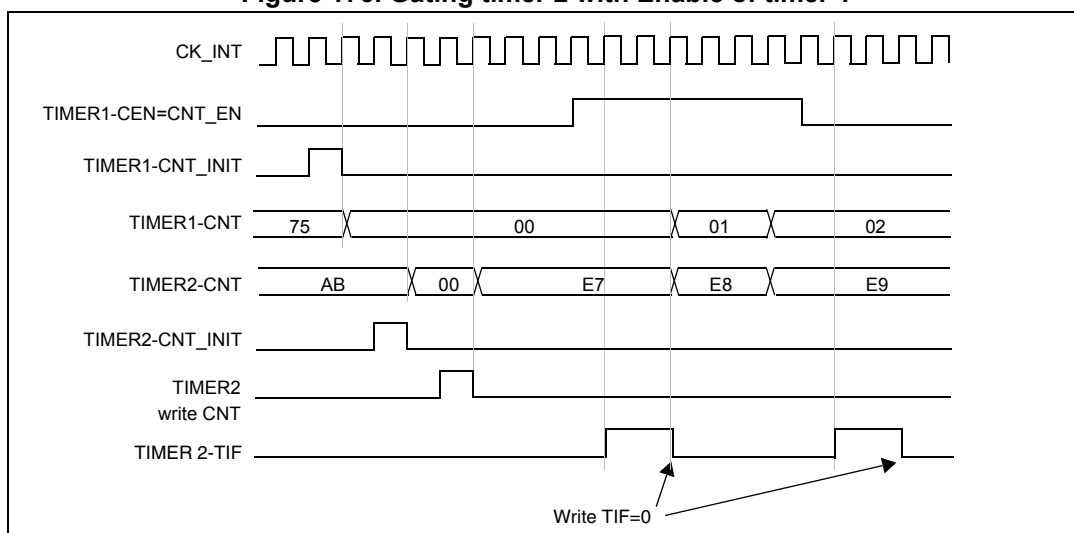 CK_INT
TIMER1-CEN=CNT_EN
TIMER1-CNT_INIT
TIMER1-CNT 75 00 01 02
TIMER2-CNT AB 00 E7 E8 E9
TIMER2-CNT_INIT
TIMER2
write CNT
TIMER 2-TIF
Write TIF=0